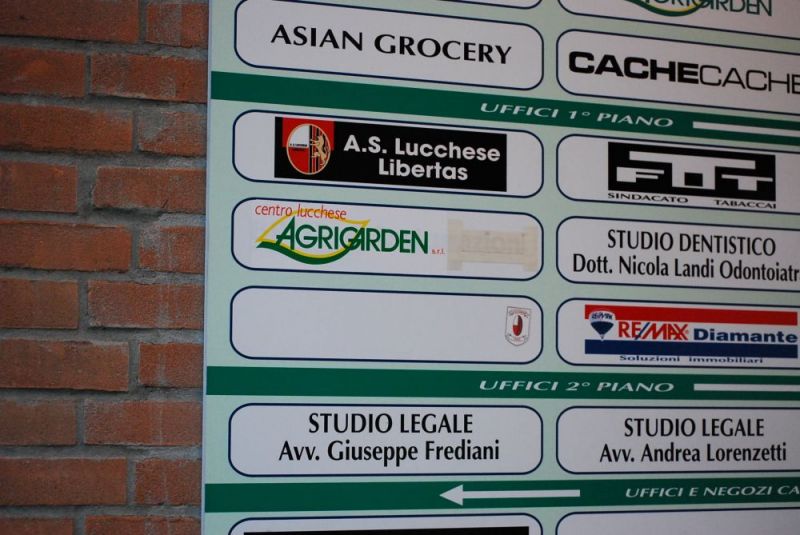 AGRIGARDEN
ASIAN GROCERY
CACHECACHE
UFFICI 1° PIANO
A.S. Lucchese
Libertas
FIT
SINDACATO TABACCAI
centro lucchese
AGRIGARDEN s.r.l.
STUDIO DENTISTICO
Dott. Nicola Landi Odontoiatr
RE/MAX Diamante
Soluzioni immobiliari
UFFICI 2° PIANO
STUDIO LEGALE
Avv. Giuseppe Frediani
STUDIO LEGALE
Avv. Andrea Lorenzetti
UFFICI E NEGOZI CA